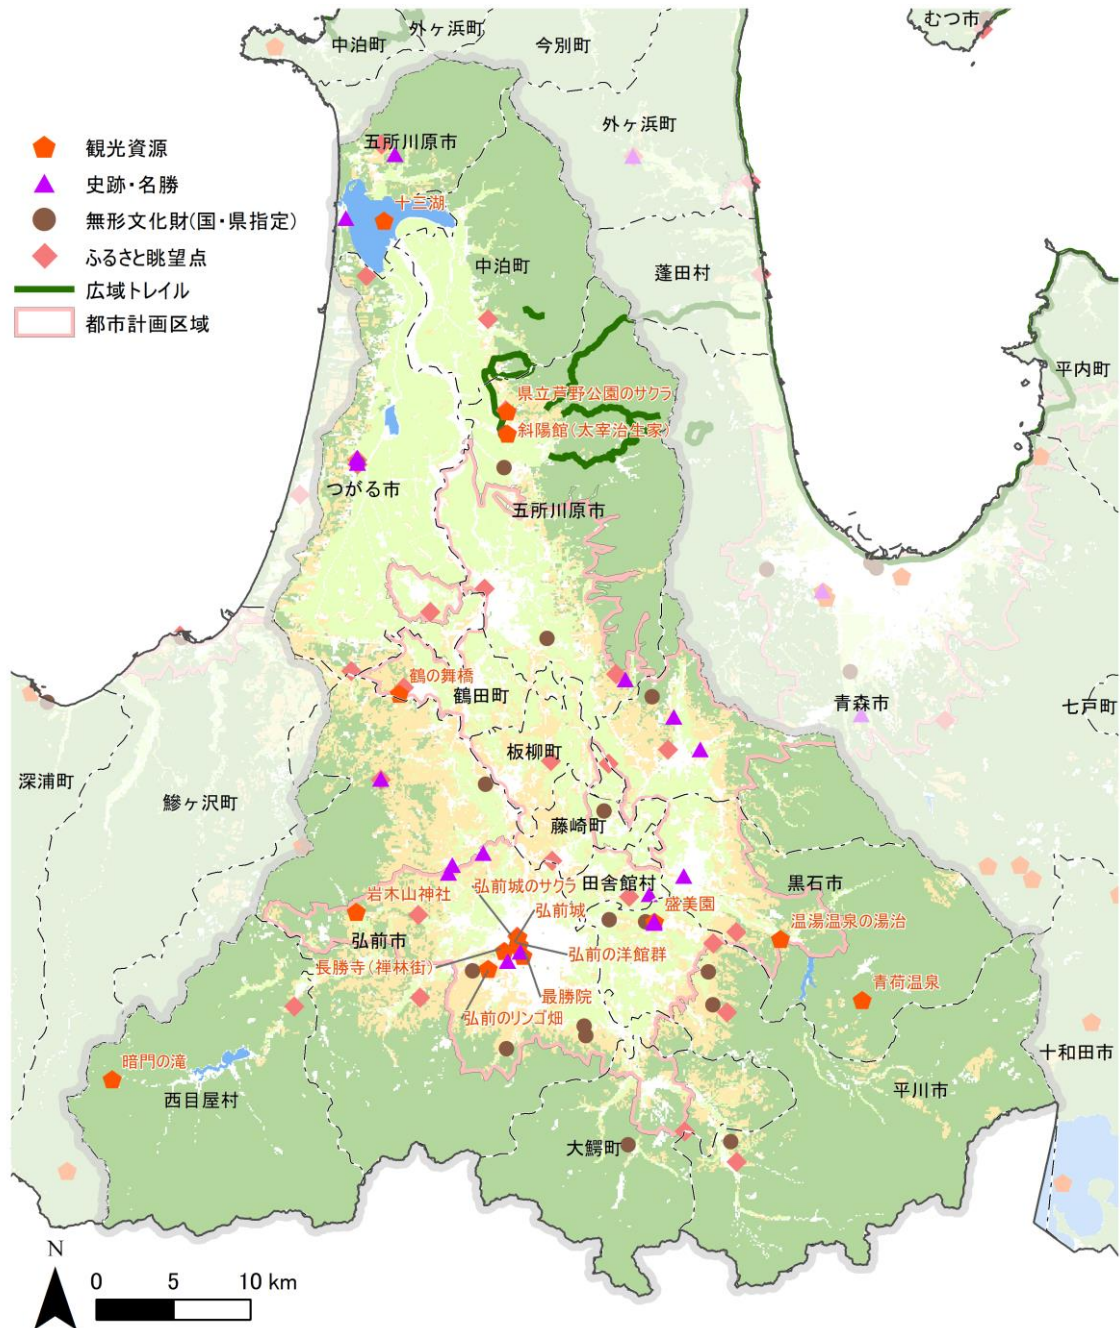 むつ市
外ヶ浜町
中泊町
今別町
外ヶ浜町
観光資源
史跡・名勝
無形文化財(国・県指定)
ふるさと眺望点
広域トレイル
都市計画区域
五所川原市
十三湖
中泊町
蓬田村
平内町
県立芦野公園のサクラ
斜陽館(太宰治生家)
つがる市
五所川原市
鶴の舞橋
鶴田町
青森市
七戸町
板柳町
深浦町
鰺ヶ沢町
藤崎町
田舎館村
黒石市
岩木山神社
弘前城のサクラ
弘前城
盛美園
温湯温泉の湯治
弘前市
長勝寺(禅林街)
弘前の洋館群
最勝院
弘前のリンゴ畑
青荷温泉
暗門の滝
西目屋村
十和田市
平川市
大鰐町
N
0 5 10 km